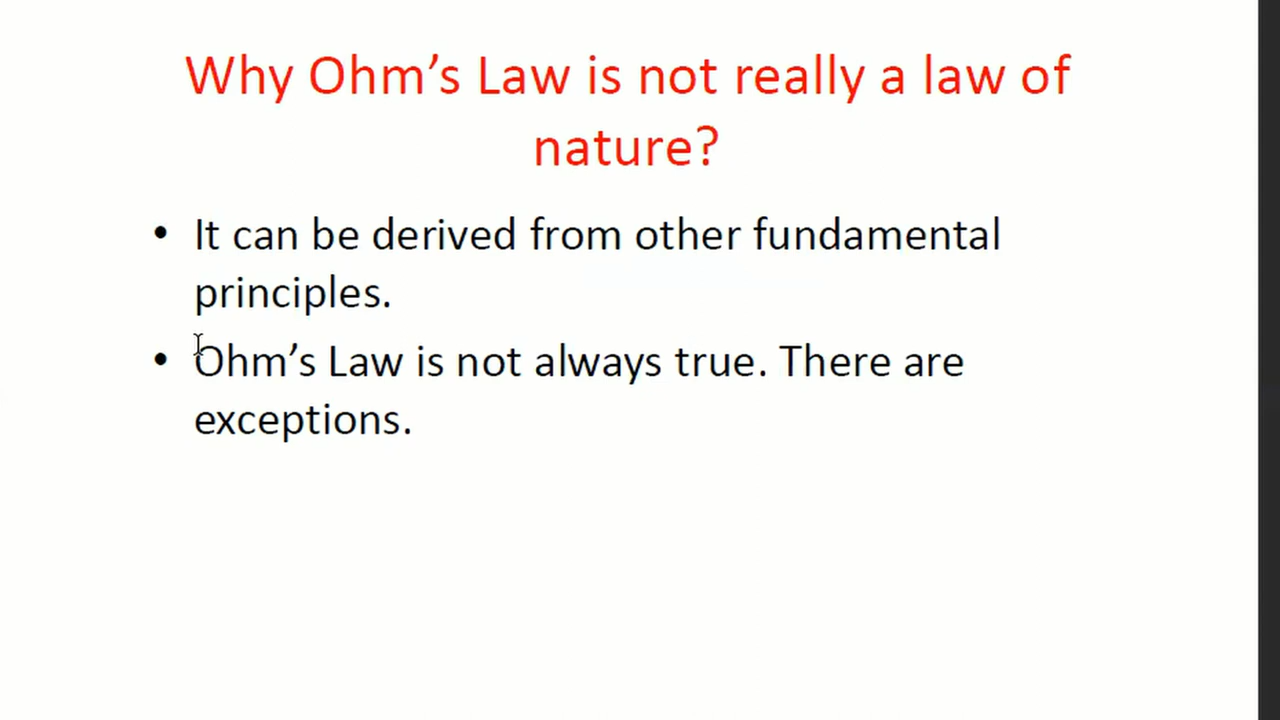 Why Ohm’s Law is not really a law of
nature?
• It can be derived from other fundamental
principles.
• Ohm’s Law is not always true. There are
exceptions.